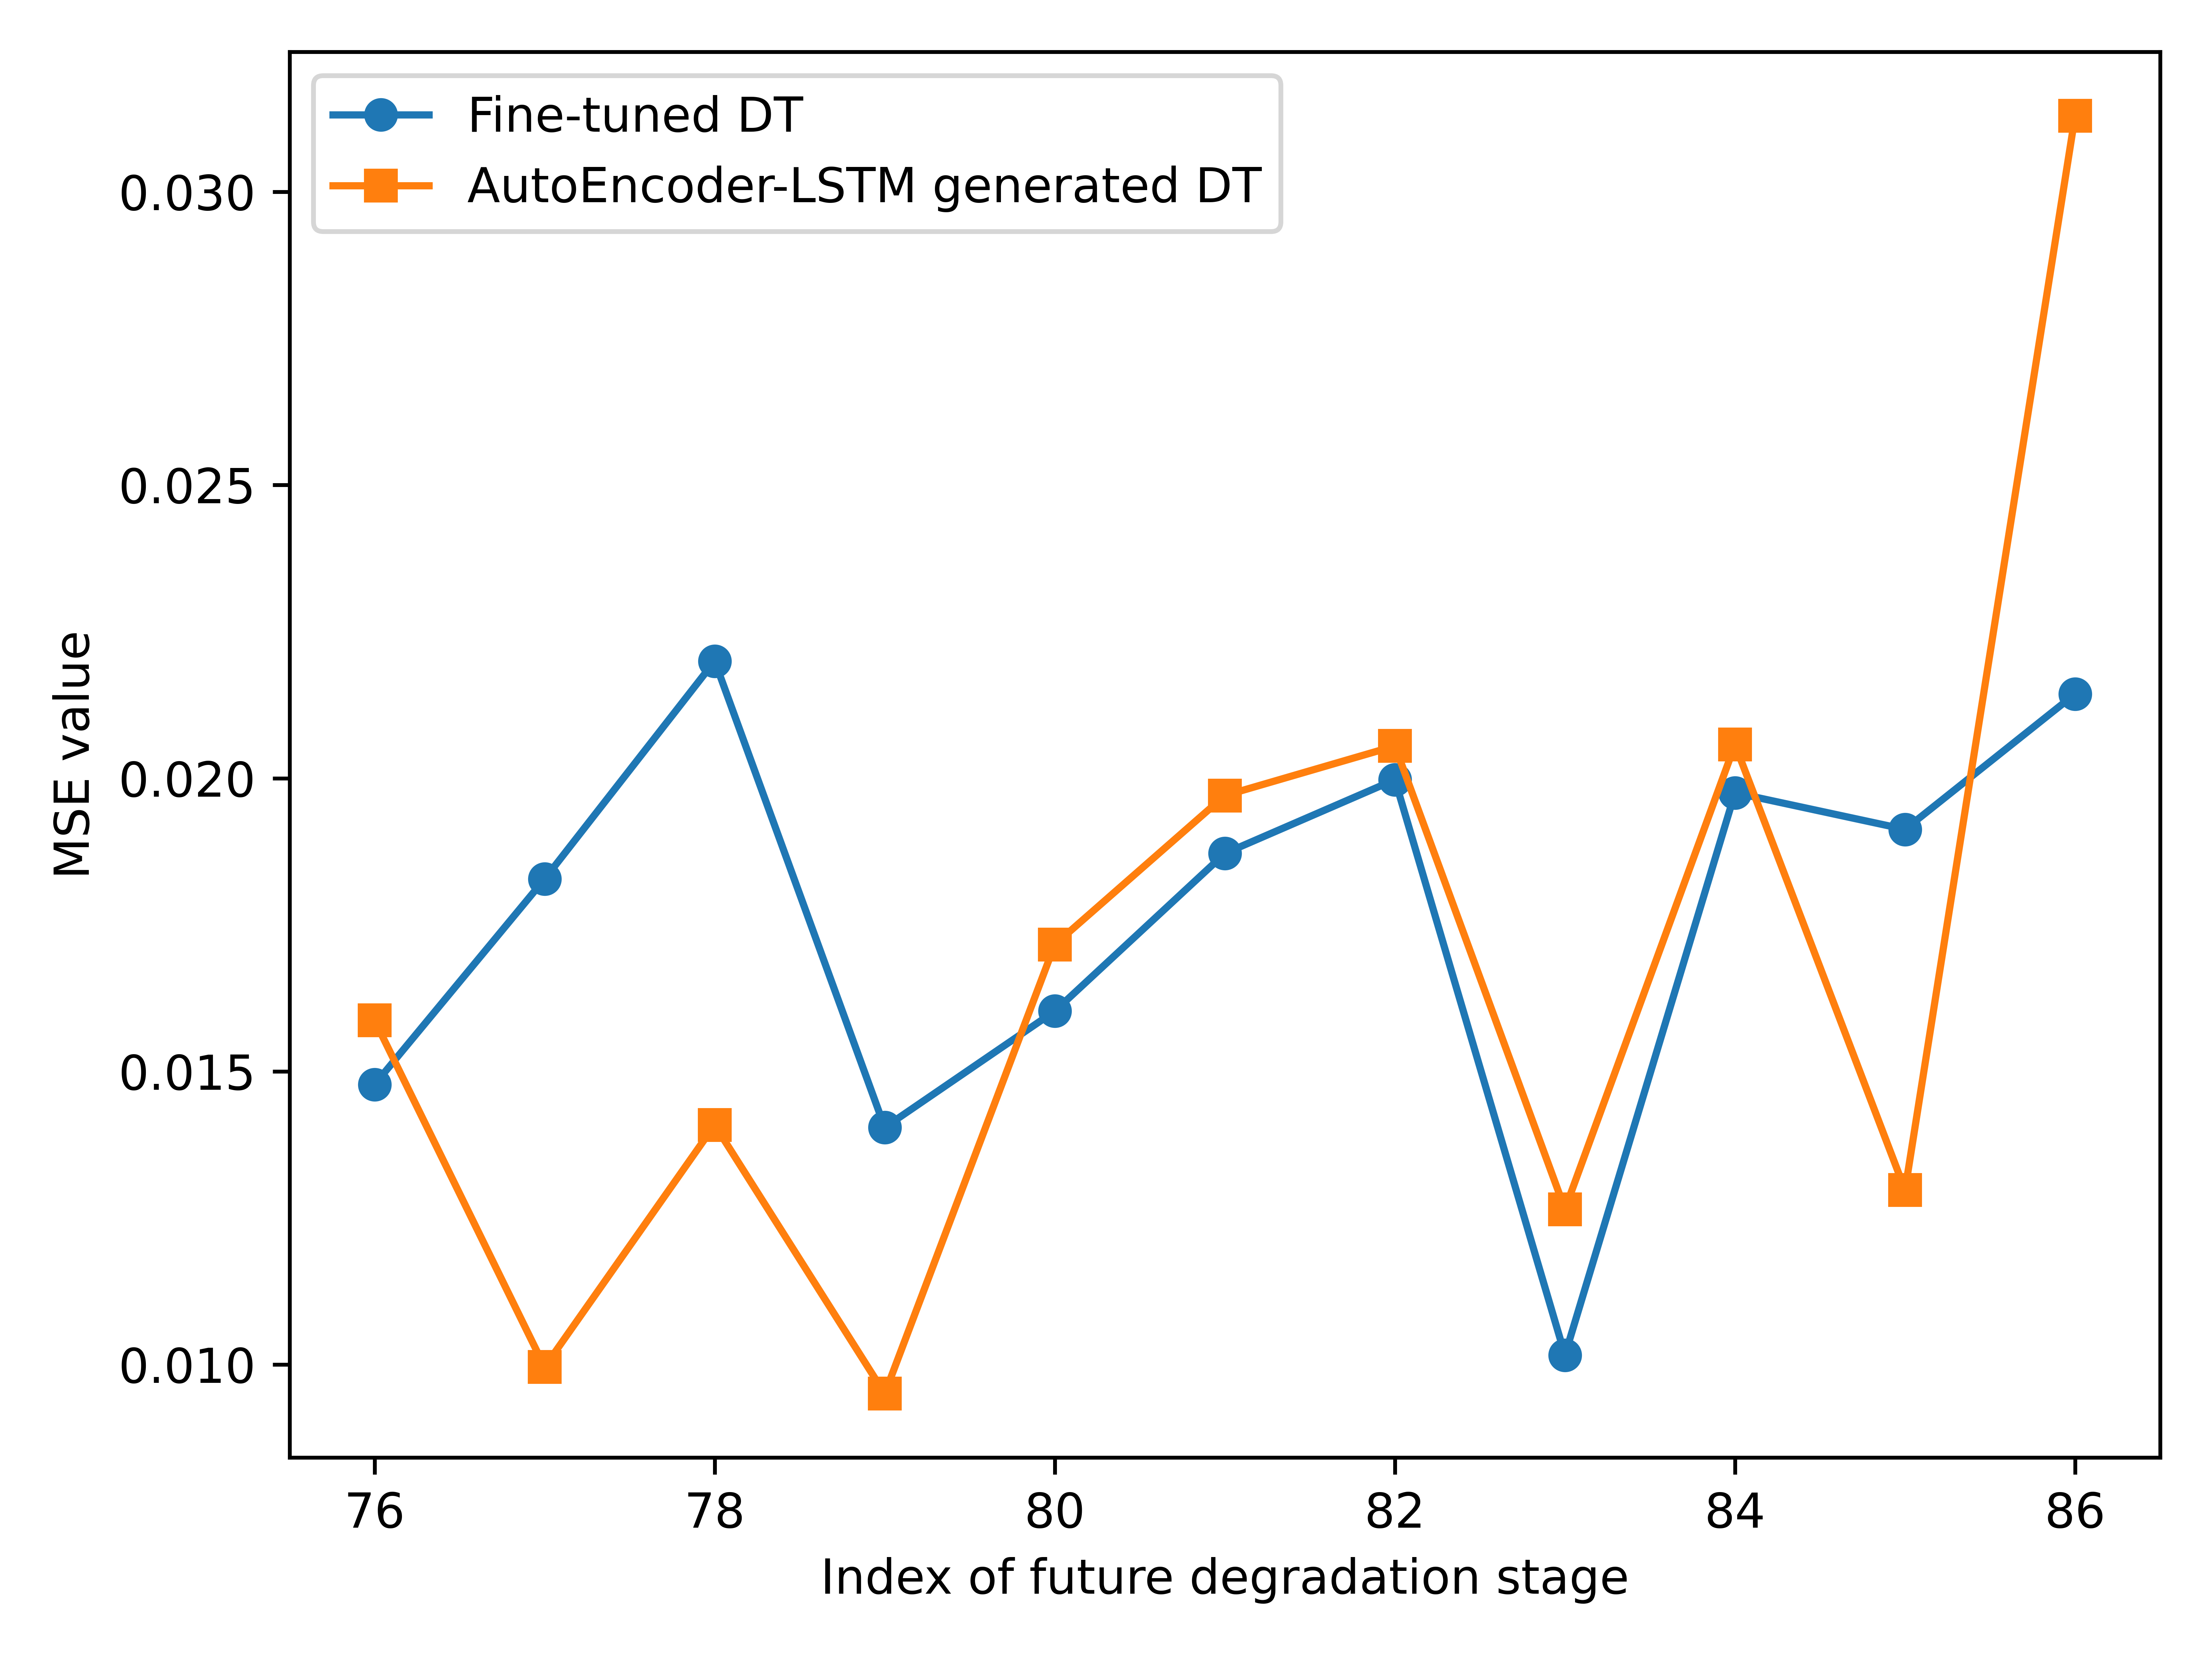 Fine-tuned DT
AutoEncoder-LSTM generated DT
0.030
0.025
0.020
0.015
0.010
MSE value
76 78 80 82 84 86
Index of future degradation stage